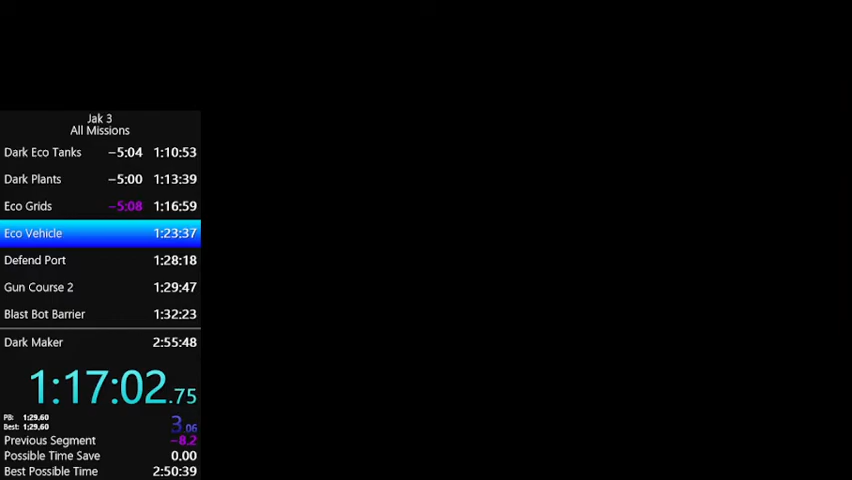 Jak 3
All Missions
Dark Eco Tanks −5:04 1:10:53
Dark Plants −5:00 1:13:39
Eco Grids −5:08 1:16:59
Eco Vehicle 1:23:37
Defend Port 1:28:18
Gun Course 2 1:29:47
Blast Bot Barrier 1:32:23
Dark Maker 2:55:48
1:17:02.75
PB: 1:29.60
Best: 1:29.60
3.06
Previous Segment −8.2
Possible Time Save 0.00
Best Possible Time 2:50:39